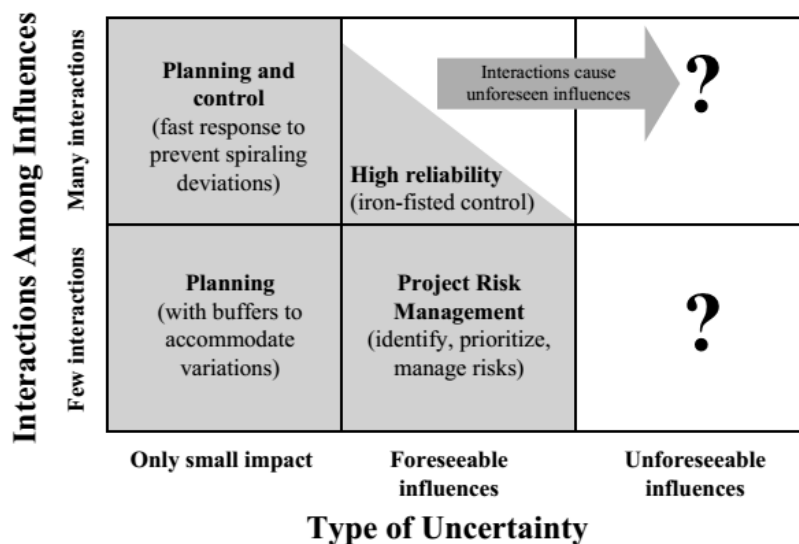 Interactions Among Influences
Many interactions
Few interactions
Planning and
control
(fast response to
prevent spiraling
deviations)
High reliability
(iron-fisted control)
Interactions cause
unforeseen influences
?
Planning
(with buffers to
accommodate
variations)
Project Risk
Management
(identify, prioritize,
manage risks)
?
Only small impact
Foreseeable
influences
Unforeseeable
influences
Type of Uncertainty